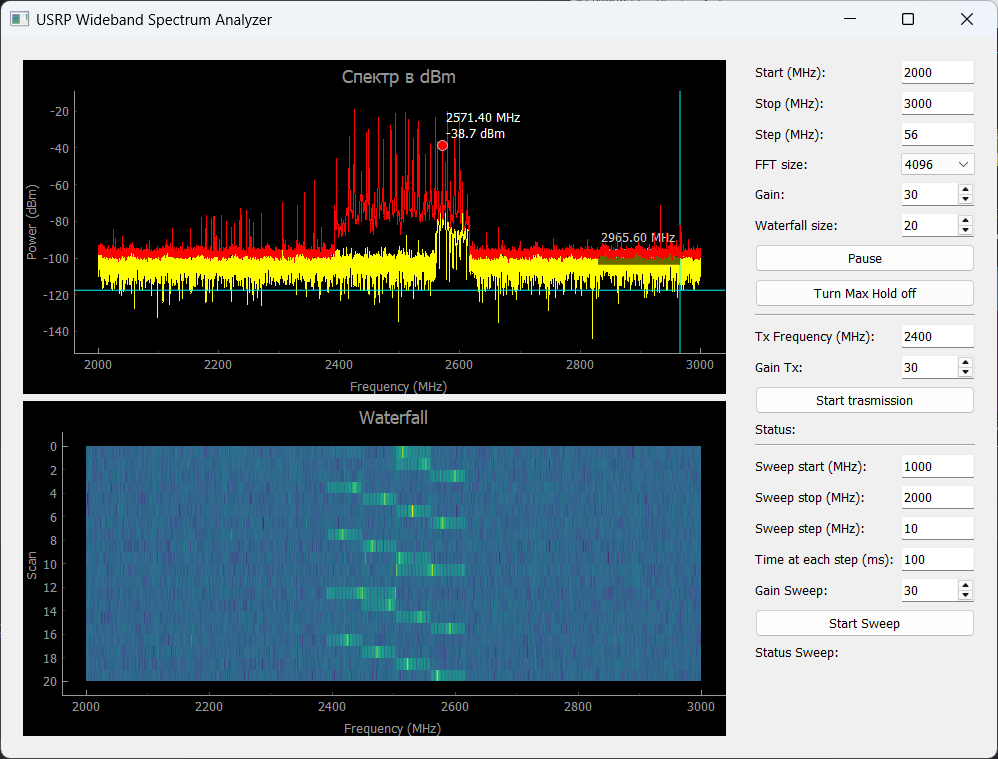 USRP Wideband Spectrum Analyzer
Спектр в dBm
2571.40 MHz
-38.7 dBm
2965.60 MHz
Power (dBm)
-20
-40
-60
-80
-100
-120
-140
2000 2200 2400 2600 2800 3000
Frequency (MHz)
Waterfall
Scan
0
2
4
6
8
10
12
14
16
18
20
2000 2200 2400 2600 2800 3000
Frequency (MHz)
Start (MHz): 2000
Stop (MHz): 3000
Step (MHz): 56
FFT size: 4096
Gain: 30
Waterfall size: 20
Pause
Turn Max Hold off
Tx Frequency (MHz): 2400
Gain Tx: 30
Start trasmission
Status:
Sweep start (MHz): 1000
Sweep stop (MHz): 2000
Sweep step (MHz): 10
Time at each step (ms): 100
Gain Sweep: 30
Start Sweep
Status Sweep: